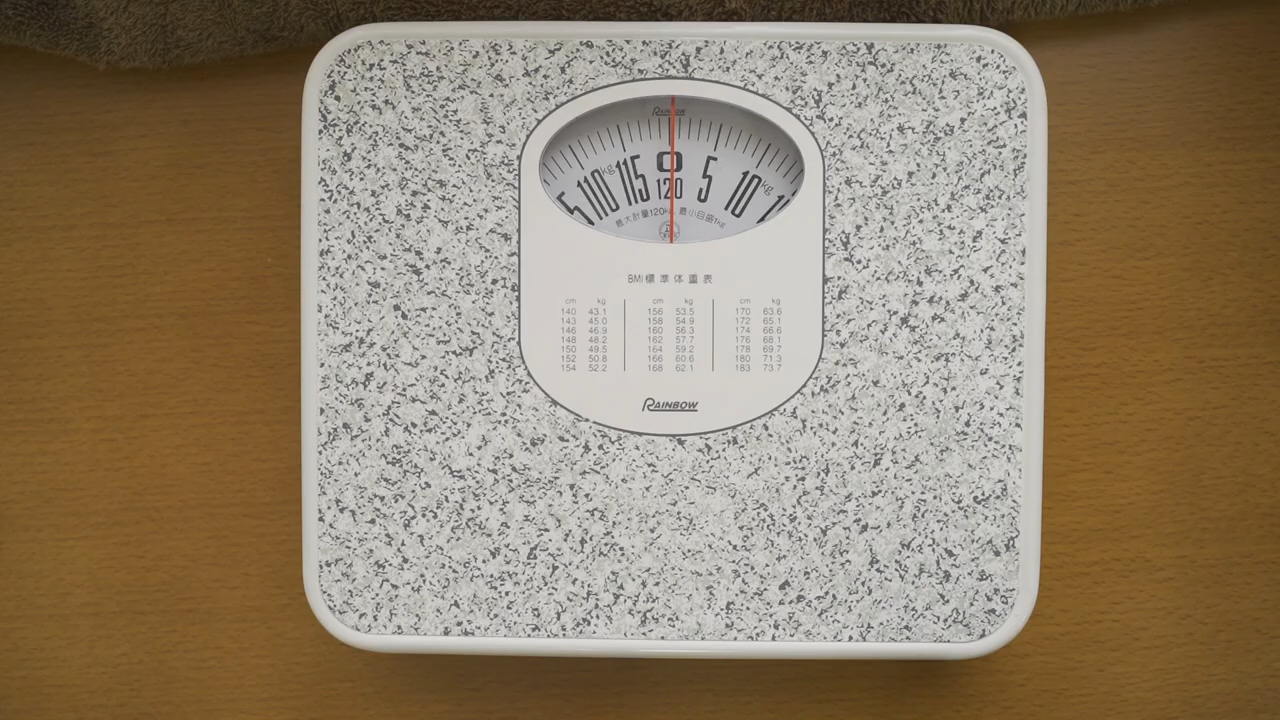 RAINBOW
5 110kg 115 0 5 10kg 1
120
最大計量120kg 最小目盛1kg
正
BMI標準体重表
cm kg cm kg cm kg
140 43.1 156 53.5 170 63.6
143 45.0 158 54.9 172 65.1
146 46.9 160 56.3 174 66.6
148 48.2 162 57.7 176 68.1
150 49.5 164 59.2 178 69.7
152 50.8 166 60.6 180 71.3
154 52.2 168 62.1 183 73.7
RAINBOW